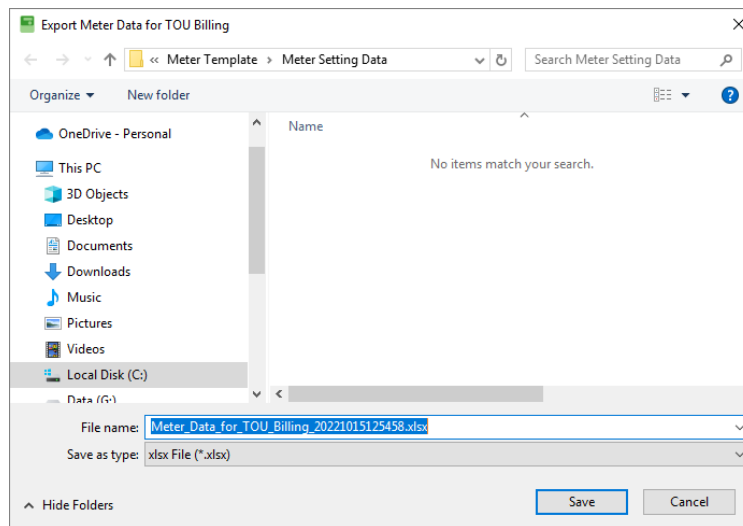 Export Meter Data for TOU Billing
« Meter Template > Meter Setting Data
Search Meter Setting Data
Organize
New folder
Name
No items match your search.
OneDrive - Personal
This PC
3D Objects
Desktop
Documents
Downloads
Music
Pictures
Videos
Local Disk (C:)
Data (G:)
File name: Meter_Data_for_TOU_Billing_20221015125458.xlsx
Save as type: xlsx File (*.xlsx)
Hide Folders
Save
Cancel